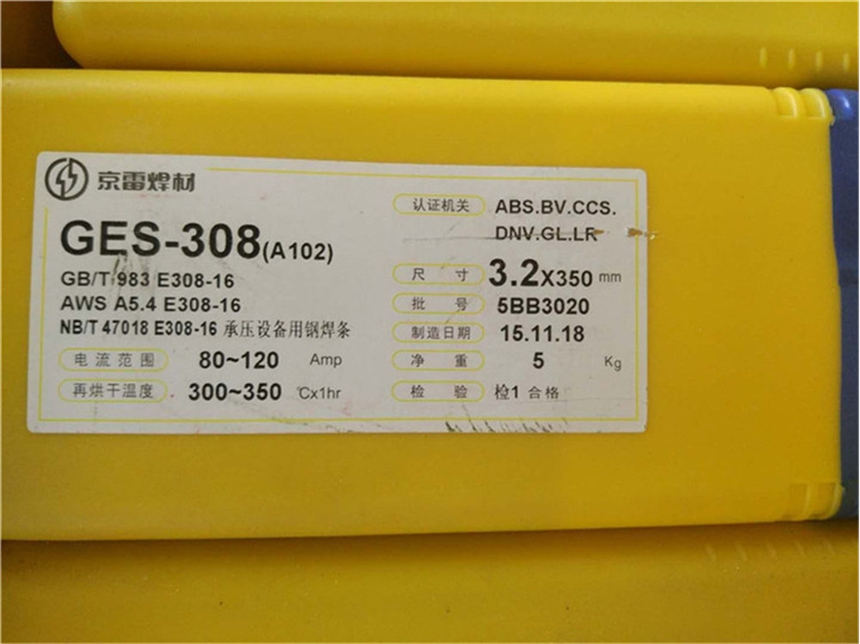 京雷焊材
GES-308(A102)
GB/T 983 E308-16
AWS A5.4 E308-16
NB/T 47018 E308-16 承压设备用钢焊条
电流范围 80~120 Amp
再烘干温度 300~350 ℃x1hr
认证机关 ABS.BV.CCS.
DNV.GL.LR
尺寸 3.2X350 mm
批号 5BB3020
制造日期 15.11.18
净重 5 Kg
检验 检1 合格